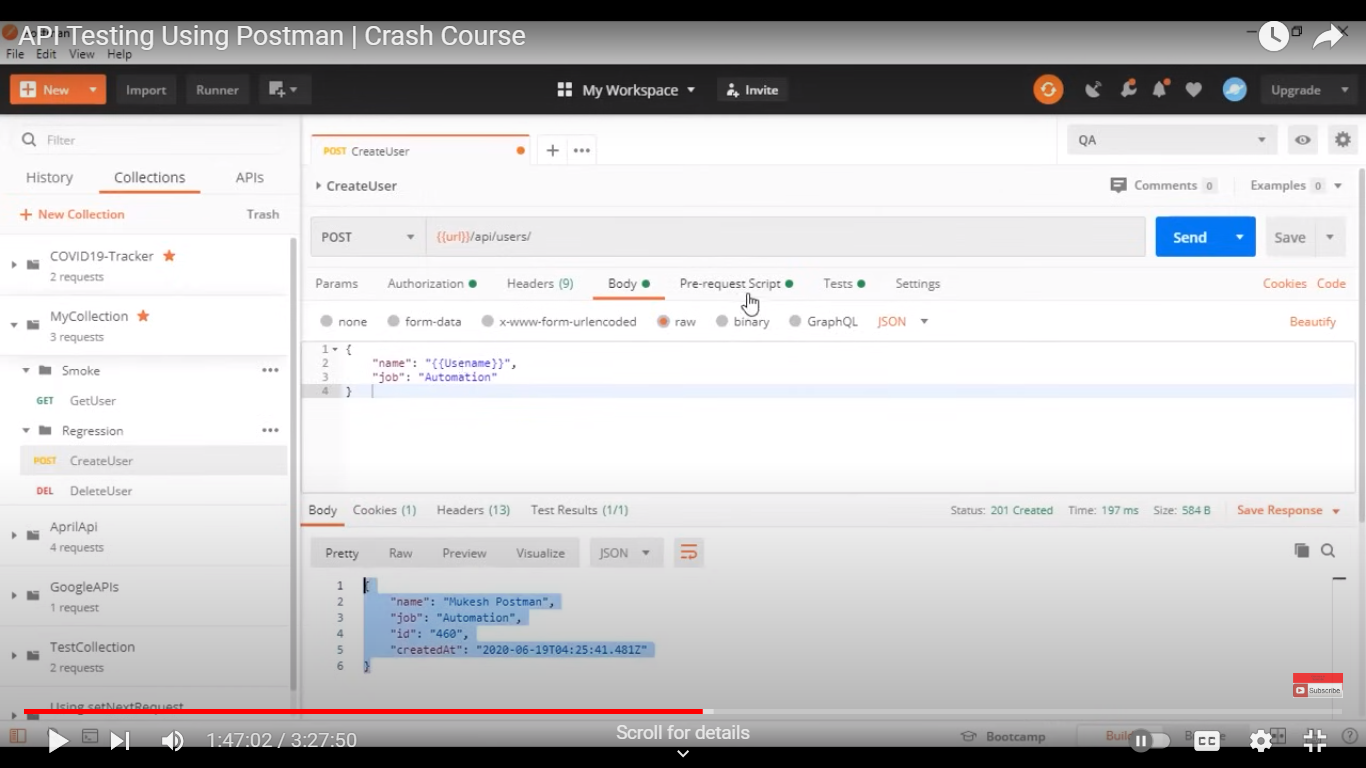 API Testing Using Postman | Crash Course
File Edit View Help
New
Import
Runner
My Workspace
Invite
Upgrade
Filter
History
Collections
APIs
+ New Collection
Trash
COVID19-Tracker
2 requests
MyCollection
3 requests
Smoke
GET GetUser
Regression
POST CreateUser
DEL DeleteUser
AprilApi
4 requests
GoogleAPIs
1 request
TestCollection
2 requests
Using setNextRequest
POST CreateUser
QA
CreateUser
Comments 0
Examples 0
POST
{{url}}/api/users/
Send
Save
Params
Authorization
Headers (9)
Body
Pre-request Script
Tests
Settings
Cookies
Code
none
form-data
x-www-form-urlencoded
raw
binary
GraphQL
JSON
Beautify
1 {
2 "name": "{{Usename}}",
3 "job": "Automation"
4 }
Body
Cookies (1)
Headers (13)
Test Results (1/1)
Status: 201 Created
Time: 197 ms
Size: 584 B
Save Response
Pretty
Raw
Preview
Visualize
JSON
1 {
2 "name": "Mukesh Postman",
3 "job": "Automation",
4 "id": "460",
5 "createdAt": "2020-06-19T04:25:41.481Z"
6 }
Subscribe
1:47:02 / 3:27:50
Scroll for details
Bootcamp
CC